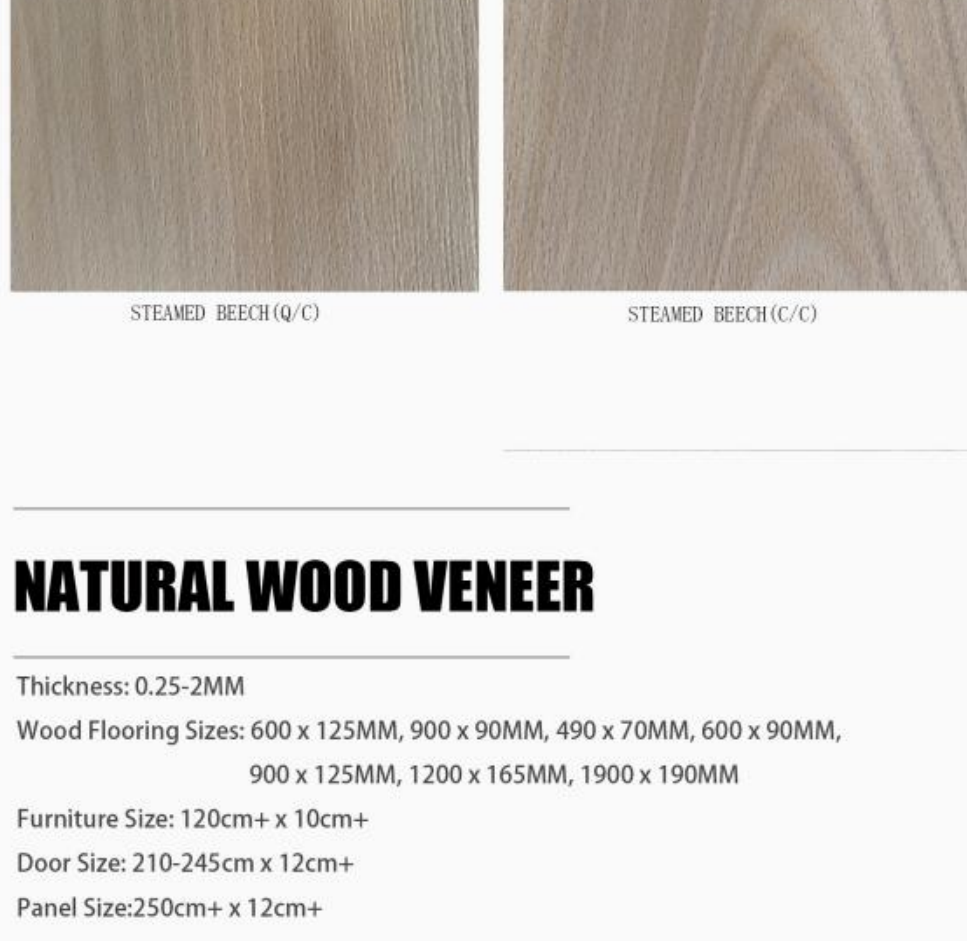 STEAMED BEECH(Q/C)
STEAMED BEECH(C/C)
NATURAL WOOD VENEER
Thickness: 0.25-2MM
Wood Flooring Sizes: 600 x 125MM, 900 x 90MM, 490 x 70MM, 600 x 90MM,
900 x 125MM, 1200 x 165MM, 1900 x 190MM
Furniture Size: 120cm+ x 10cm+
Door Size: 210-245cm x 12cm+
Panel Size:250cm+ x 12cm+